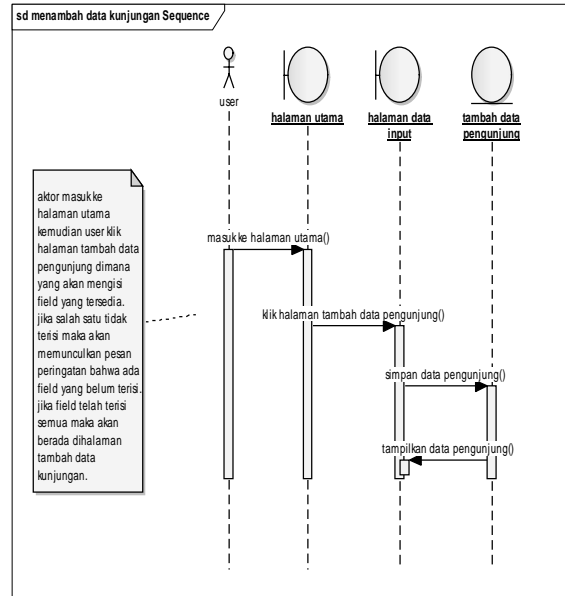 sd menambah data kunjungan Sequence
user
halaman utama
halaman data
input
tambah data
pengunjung
aktor masuk ke
halaman utama
kemudian user klik
halaman tambah data
pengunjung dimana
yang akan mengisi
field yang tersedia.
jika salah satu tidak
terisi maka akan
memunculkan pesan
peringatan bahwa ada
field yang belum terisi.
jika field telah terisi
semua maka akan
berada dihalaman
tambah data
kunjungan.
masuk ke halaman utama()
klik halaman tambah data pengunjung()
simpan data pengunjung()
tampilkan data pengunjung()